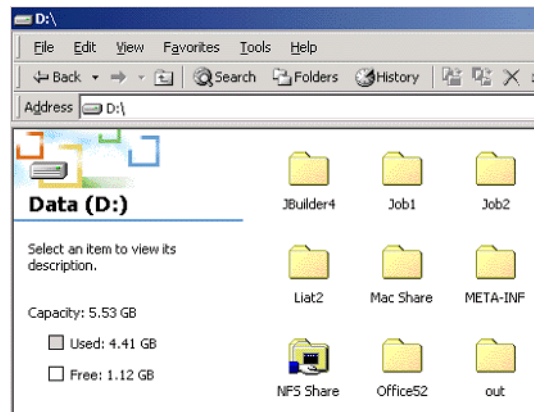 D:\
File Edit View Favorites Tools Help
Back Search Folders History
Address D:\
Data (D:)
Select an item to view its
description.
Capacity: 5.53 GB
Used: 4.41 GB
Free: 1.12 GB
JBuilder4 Job1 Job2
Liat2 Mac Share META-INF
NFS Share Office52 out